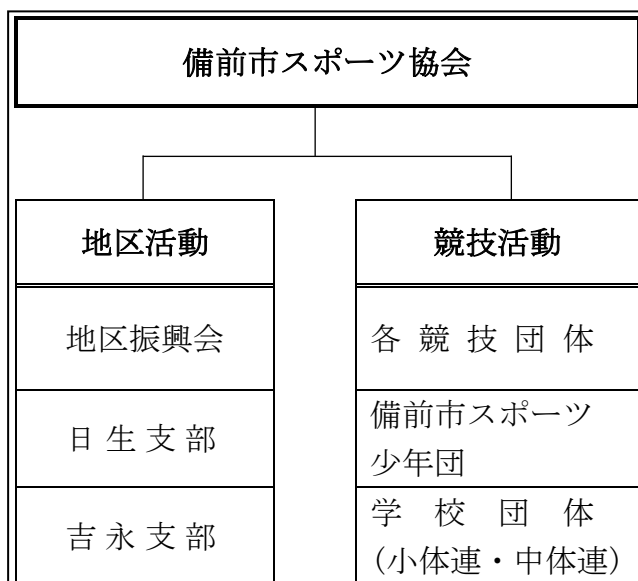 備前市スポーツ協会
地区活動
地区振興会
日生支部
吉永支部
競技活動
各競技団体
備前市スポーツ
少年団
学校団体
（小体連・中体連）